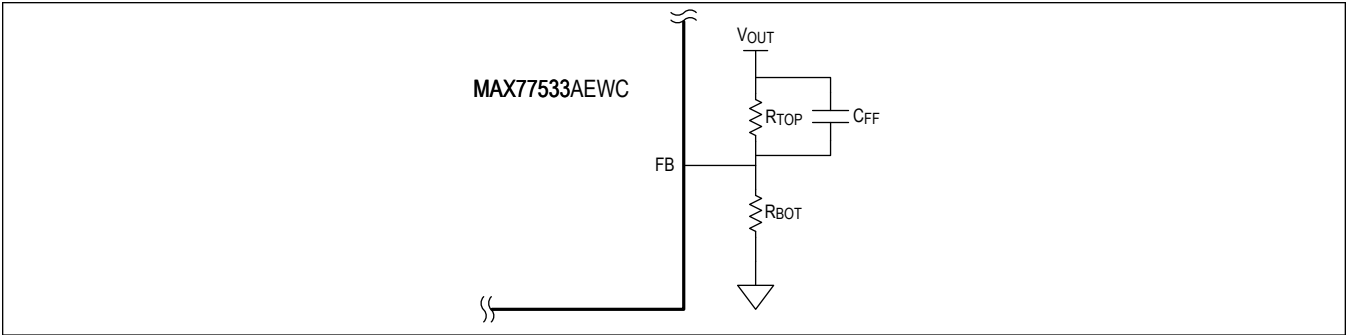 VOUT
MAX77533AEWC
RTOP
CFF
FB
RBOT